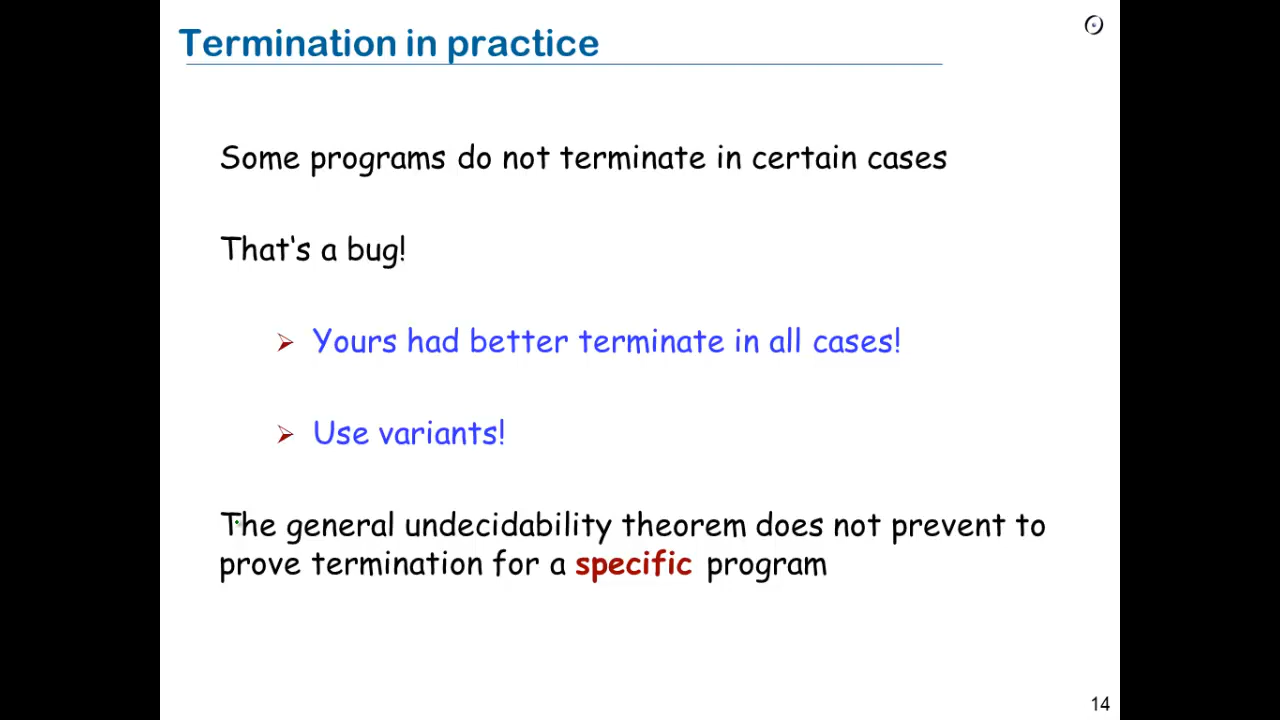 Termination in practice
Some programs do not terminate in certain cases
That's a bug!
Yours had better terminate in all cases!
Use variants!
The general undecidability theorem does not prevent to
prove termination for a specific program
14